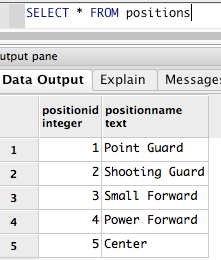 SELECT * FROM positions
utput pane
Data Output Explain Messages
positionid positionname
integer text
1 1 Point Guard
2 2 Shooting Guard
3 3 Small Forward
4 4 Power Forward
5 5 Center